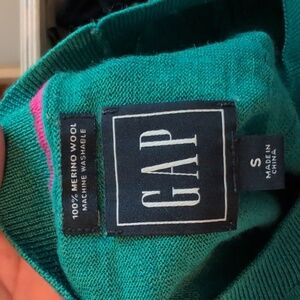 100% MERINO WOOL
MACHINE WASHABLE
GAP
S
MADE IN
CHINA